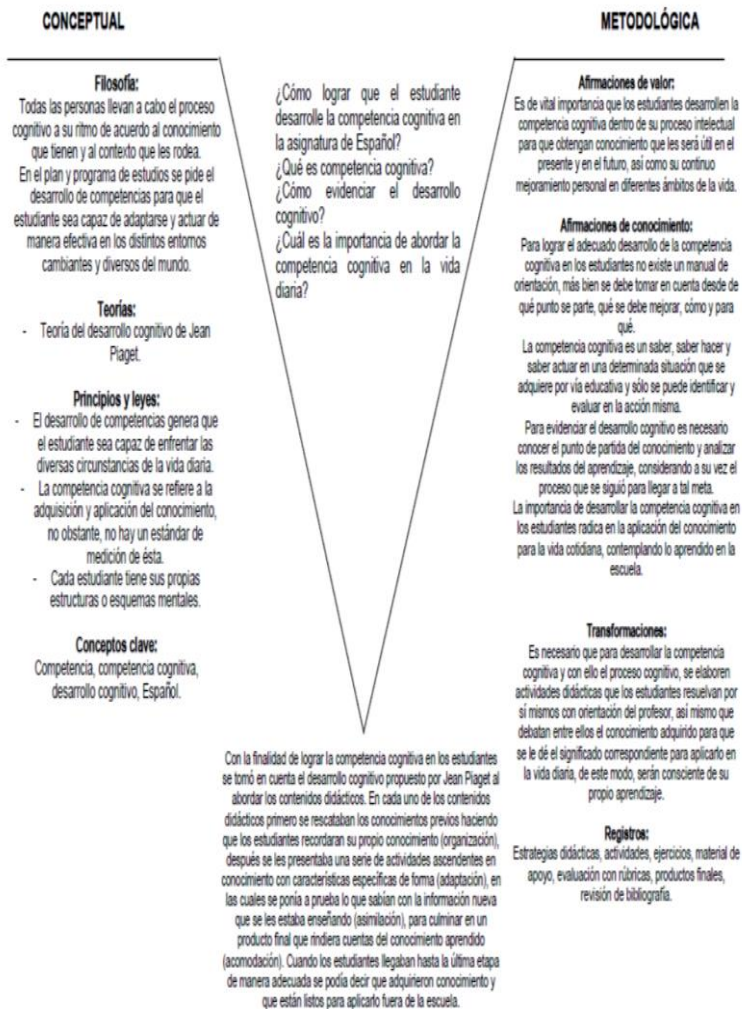 CONCEPTUAL
Filosofía:
Todas las personas llevan a cabo el proceso
cognitivo a su ritmo de acuerdo al conocimiento
que tienen y al contexto que les rodea.
En el plan y programa de estudios se pide el
desarrollo de competencias para que el
estudiante sea capaz de adaptarse y actuar de
manera efectiva en los distintos entornos
cambiantes y diversos del mundo.
Teorías:
- Teoría del desarrollo cognitivo de Jean
Piaget.
Principios y leyes:
- El desarrollo de competencias genera que
el estudiante sea capaz de enfrentar las
diversas circunstancias de la vida diaria.
- La competencia cognitiva se refiere a la
adquisición y aplicación del conocimiento,
no obstante, no hay un estándar de
medición de ésta.
- Cada estudiante tiene sus propias
estructuras o esquemas mentales.
Conceptos clave:
Competencia, competencia cognitiva,
desarrollo cognitivo, Español.
¿Cómo lograr que el estudiante
desarrolle la competencia cognitiva en
la asignatura de Español?
¿Qué es competencia cognitiva?
¿Cómo evidenciar el desarrollo
cognitivo?
¿Cuál es la importancia de abordar la
competencia cognitiva en la vida
diaria?
METODOLÓGICA
Afirmaciones de valor:
Es de vital importancia que los estudiantes desarrollen la
competencia cognitiva dentro de su proceso intelectual
para que obtengan conocimiento que les será útil en el
presente y en el futuro, así como su continuo
mejoramiento personal en diferentes ámbitos de la vida.
Afirmaciones de conocimiento:
Para lograr el adecuado desarrollo de la competencia
cognitiva en los estudiantes no existe un manual de
orientación, más bien se debe tomar en cuenta desde de
qué punto se parte, qué se debe mejorar, cómo y para
qué.
La competencia cognitiva es un saber, saber hacer y
saber actuar en una determinada situación que se
adquiere por vía educativa y sólo se puede identificar y
evaluar en la acción misma.
Para evidenciar el desarrollo cognitivo es necesario
conocer el punto de partida del conocimiento y analizar
los resultados del aprendizaje, considerando a su vez el
proceso que se siguió para llegar a tal meta.
La importancia de desarrollar la competencia cognitiva en
los estudiantes radica en la aplicación del conocimiento
para la vida cotidiana, contemplando lo aprendido en la
escuela.
Transformaciones:
Es necesario que para desarrollar la competencia
cognitiva y con ello el proceso cognitivo, se elaboren
actividades didácticas que los estudiantes resuelvan por
sí mismos con orientación del profesor, así mismo que
debatan entre ellos el conocimiento adquirido para que
se le dé el significado correspondiente para aplicarlo en
la vida diaria, de este modo, serán consciente de su
propio aprendizaje.
Registros:
Estrategias didácticas, actividades, ejercicios, material de
apoyo, evaluación con rúbricas, productos finales,
revisión de bibliografía.
Con la finalidad de lograr la competencia cognitiva en los estudiantes
se tomó en cuenta el desarrollo cognitivo propuesto por Jean Piaget al
abordar los contenidos didácticos. En cada uno de los contenidos
didácticos primero se rescataban los conocimientos previos haciendo
que los estudiantes recordaran su propio conocimiento (organización),
después se les presentaba una serie de actividades ascendentes en
conocimiento con características específicas de forma (adaptación), en
las cuales se ponía a prueba lo que sabían con la información nueva
que se les estaba enseñando (asimilación), para culminar en un
producto final que rindiera cuentas del conocimiento aprendido
(acomodación). Cuando los estudiantes llegaban hasta la última etapa
de manera adecuada se podía decir que adquirieron conocimiento y
que están listos para aplicarlo fuera de la escuela.